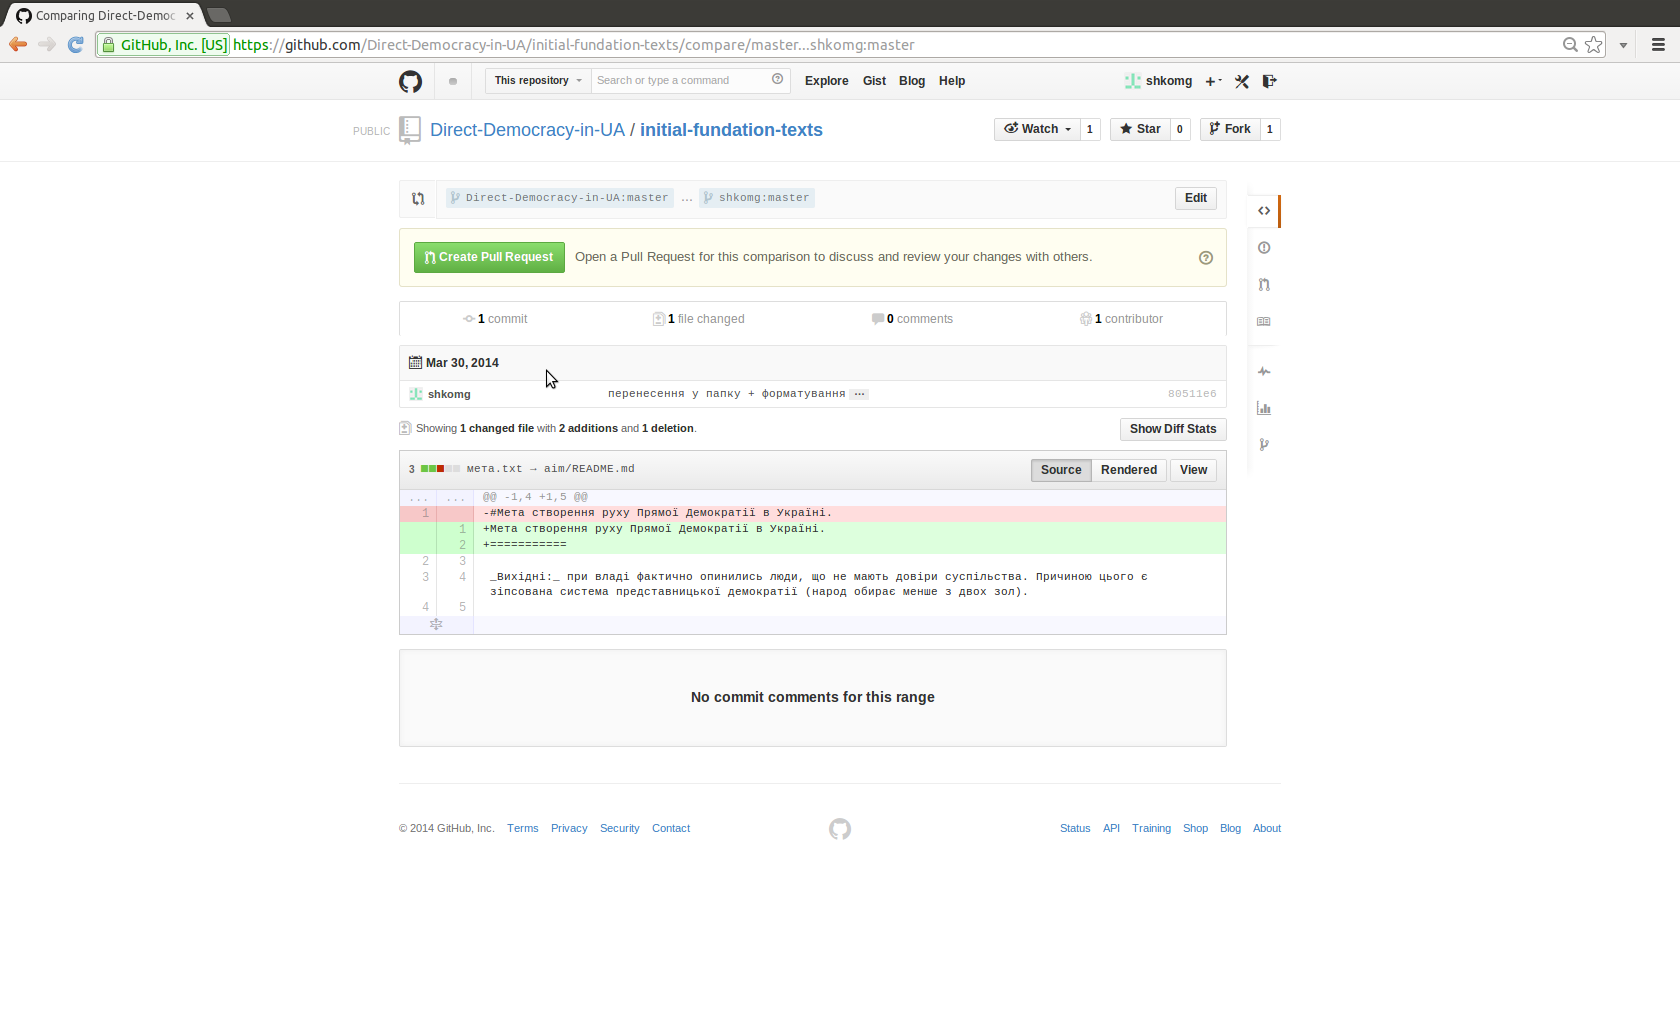 Comparing Direct-Democ
GitHub, Inc. [US] https://github.com/Direct-Democracy-in-UA/initial-fundation-texts/compare/master...shkomg:master
This repository Search or type a command Explore Gist Blog Help shkomg
PUBLIC Direct-Democracy-in-UA / initial-fundation-texts Watch 1 Star 0 Fork 1
Direct-Democracy-in-UA:master ... shkomg:master Edit
Create Pull Request Open a Pull Request for this comparison to discuss and review your changes with others.
1 commit 1 file changed 0 comments 1 contributor
Mar 30, 2014
shkomg перенесення у папку + форматування ... 80511e6
Showing 1 changed file with 2 additions and 1 deletion. Show Diff Stats
3 мета.txt → aim/README.md Source Rendered View
... ... @@ -1,4 +1,5 @@
1 -#Мета створення руху Прямої Демократії в Україні.
1 +Мета створення руху Прямої Демократії в Україні.
2 +===========
2 3
3 4 _Вихідні:_ при владі фактично опинились люди, що не мають довіри суспільства. Причиною цього є
зіпсована система представницької демократії (народ обирає менше з двох зол).
4 5
No commit comments for this range
© 2014 GitHub, Inc. Terms Privacy Security Contact Status API Training Shop Blog About